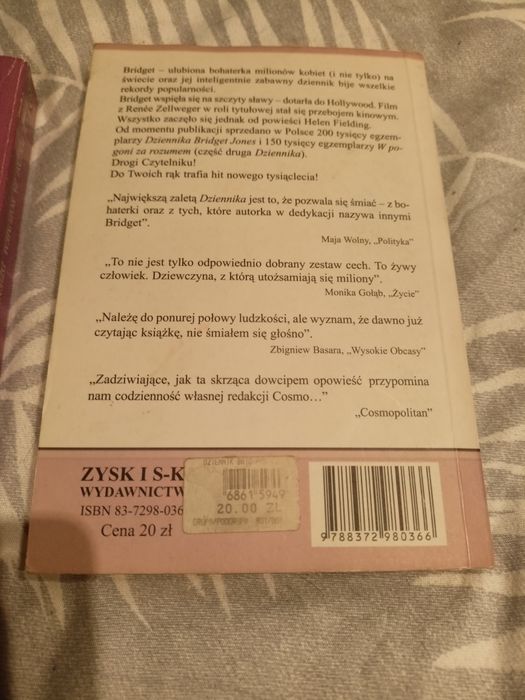 Bridget – ulubiona bohaterka milionów kobiet (i nie tylko) na
świecie oraz jej inteligentnie zabawny dziennik bije wszelkie
rekordy popularności.
Bridget wspięła się na szczyty sławy – dotarła do Hollywood. Film
z Renée Zellweger w roli tytułowej stał się przebojem kinowym.
Wszystko zaczęło się jednak od powieści Helen Fielding.
Od momentu publikacji sprzedano w Polsce 200 tysięcy egzem-
plarzy Dziennika Bridget Jones i 150 tysięcy egzemplarzy W po-
goni za rozumem (część druga Dziennika).
Drogi Czytelniku!
Do Twoich rąk trafia hit nowego tysiąclecia!
„Największą zaletą Dziennika jest to, że pozwala się śmiać – z bo-
haterki oraz z tych, które autorka w dedykacji nazywa innymi
Bridget”.
Maja Wolny, „Polityka”
„To nie jest tylko odpowiednio dobrany zestaw cech. To żywy
człowiek. Dziewczyna, z którą utożsamiają się miliony”.
Monika Gołąb, „Życie”
„Należę do ponurej połowy ludzkości, ale wyznam, że dawno już
czytając książkę, nie śmiałem się głośno”.
Zbigniew Basara, „Wysokie Obcasy”
„Zadziwiające, jak ta skrząca dowcipem opowieść przypomina
nam codzienność własnej redakcji Cosmo…”
„Cosmopolitan”
ZYSK I S-K
WYDAWNICTW
ISBN 83-7298-036
Cena 20 zł
DZIENNIK
6861 5949
20.00 ZŁ
9 788372 980366